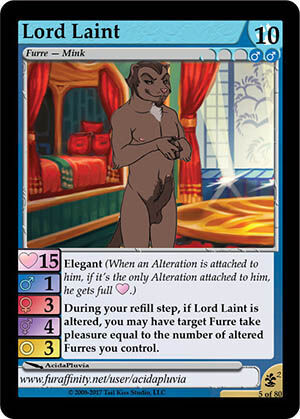 Lord Laint
10
Furre — Mink
AcidaPluvia
15
1
3
4
3
Elegant (When an Alteration is attached to
him, if it's the only Alteration attached to him,
he gets full .)
During your refill step, if Lord Laint is
altered, you may have target Furre take
pleasure equal to the number of altered
Furres you control.
www.furaffinity.net/user/acidapluvia
2
© 2008-2017 Tail Kiss Studio, LLC
5 of 80